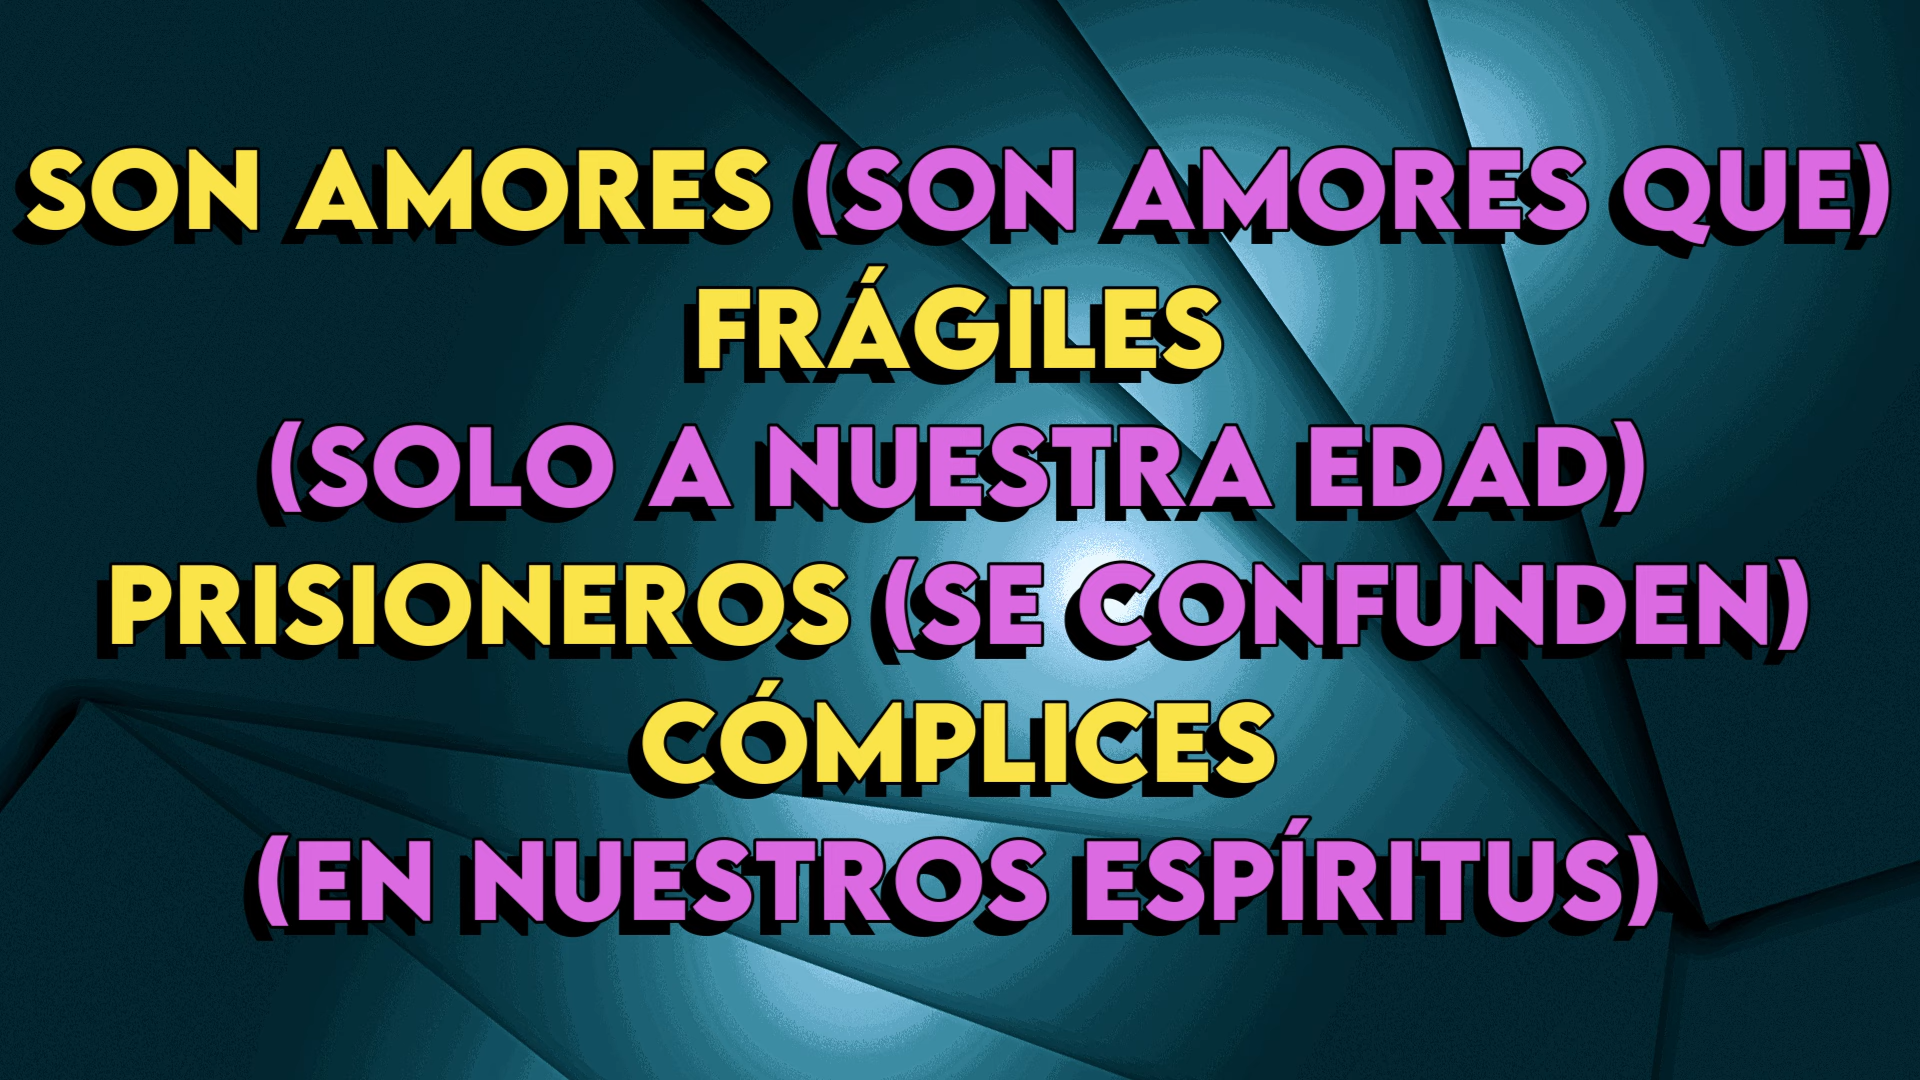 SON AMORES (SON AMORES QUE)
FRÁGILES
(SOLO A NUESTRA EDAD)
PRISIONEROS (SE CONFUNDEN)
CÓMPLICES
(EN NUESTROS ESPÍRITUS)